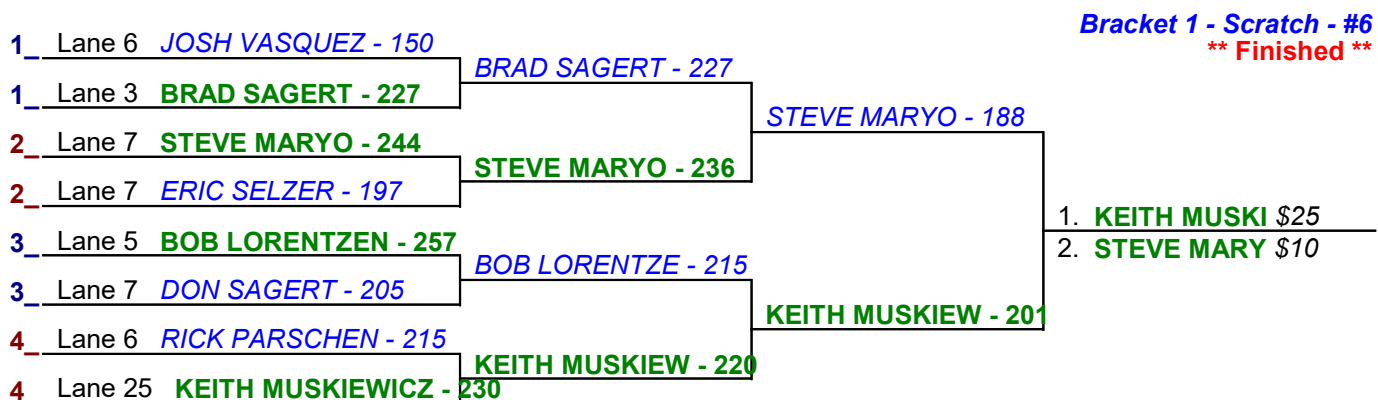 Bracket 1 - Scratch - #6
** Finished **
1_ Lane 6 JOSH VASQUEZ - 150
BRAD SAGERT - 227
1_ Lane 3 BRAD SAGERT - 227
STEVE MARYO - 188
2_ Lane 7 STEVE MARYO - 244
STEVE MARYO - 236
2_ Lane 7 ERIC SELZER - 197
1. KEITH MUSKI $25
3_ Lane 5 BOB LORENTZEN - 257
2. STEVE MARY $10
BOB LORENTZE - 215
3_ Lane 7 DON SAGERT - 205
KEITH MUSKIEW - 201
4_ Lane 6 RICK PARSCHEN - 215
KEITH MUSKIEW - 220
4 Lane 25 KEITH MUSKIEWICZ - 230